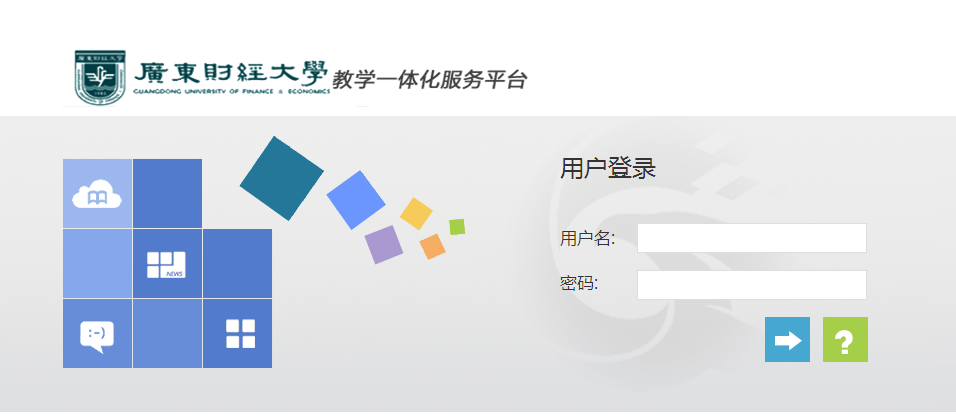 廣東財經大學 教学一体化服务平台
GUANGDONG UNIVERSITY OF FINANCE & ECONOMICS
用户登录
用户名:
NEWS
密码:
:-)
?